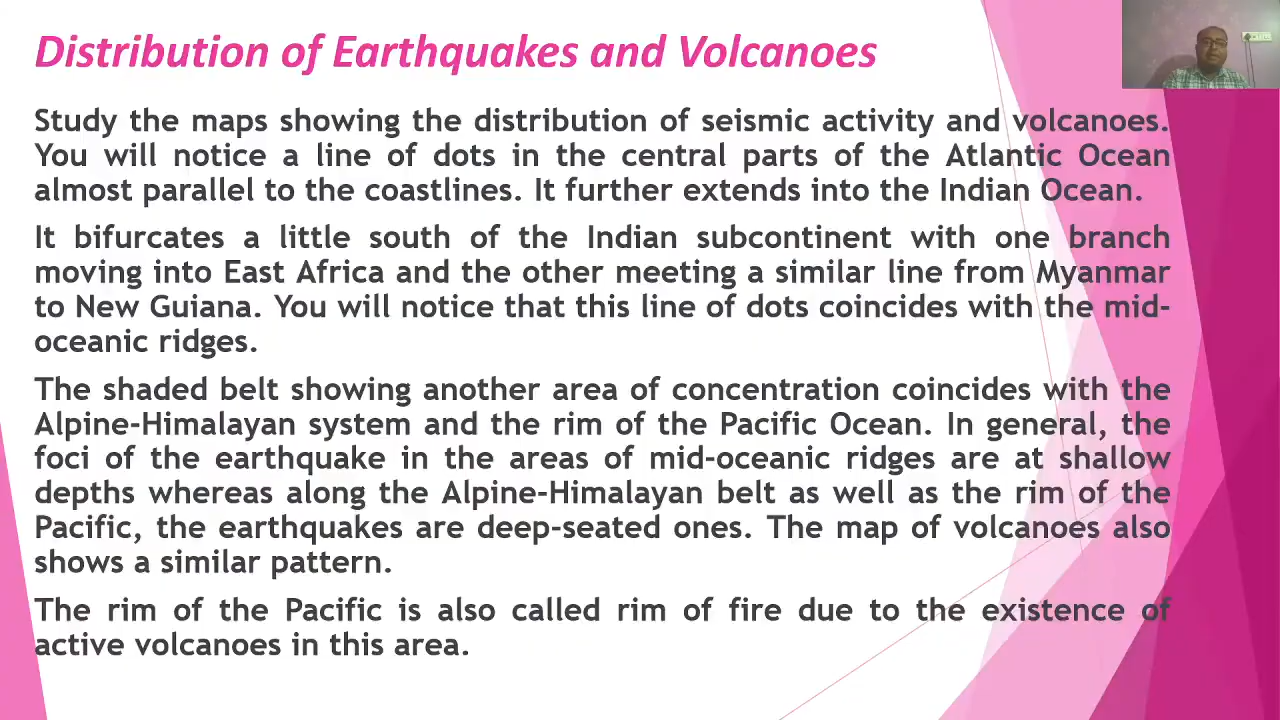 Distribution of Earthquakes and Volcanoes
Study the maps showing the distribution of seismic activity and volcanoes.
You will notice a line of dots in the central parts of the Atlantic Ocean
almost parallel to the coastlines. It further extends into the Indian Ocean.
It bifurcates a little south of the Indian subcontinent with one branch
moving into East Africa and the other meeting a similar line from Myanmar
to New Guiana. You will notice that this line of dots coincides with the mid-
oceanic ridges.
The shaded belt showing another area of concentration coincides with the
Alpine-Himalayan system and the rim of the Pacific Ocean. In general, the
foci of the earthquake in the areas of mid-oceanic ridges are at shallow
depths whereas along the Alpine-Himalayan belt as well as the rim of the
Pacific, the earthquakes are deep-seated ones. The map of volcanoes also
shows a similar pattern.
The rim of the Pacific is also called rim of fire due to the existence of
active volcanoes in this area.